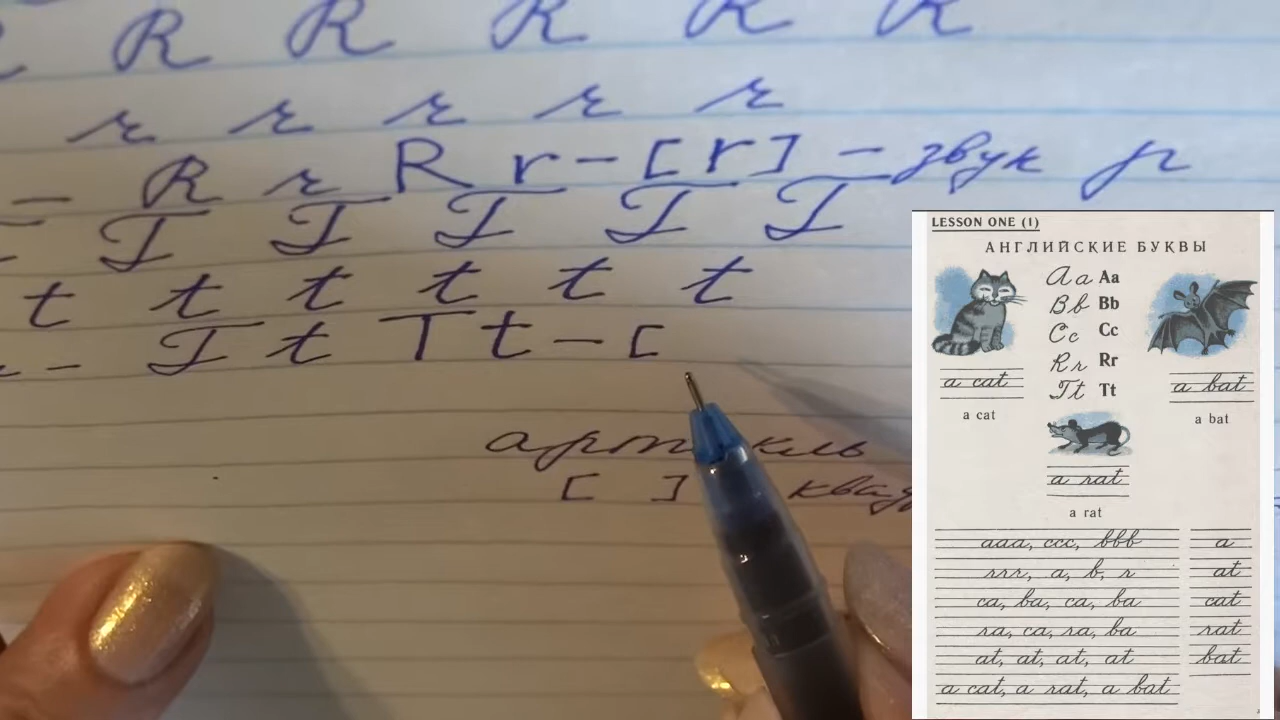 R R R R R
r r r r r
– R r R r – [r] – звук р
T T T T T
t t t t t t
– T t T t – [
[ ]
LESSON ONE (1)
АНГЛИЙСКИЕ БУКВЫ
Aa Aa
Bb Bb
Cc Cc
Rr Rr
Tt Tt
a cat
a cat
a bat
a bat
a rat
a rat
aaa, ccc, bbb a
rrr, a, b, r at
ca, ba, ca, ba cat
ra, ca, ra, ba rat
at, at, at, at bat
a cat, a rat, a bat